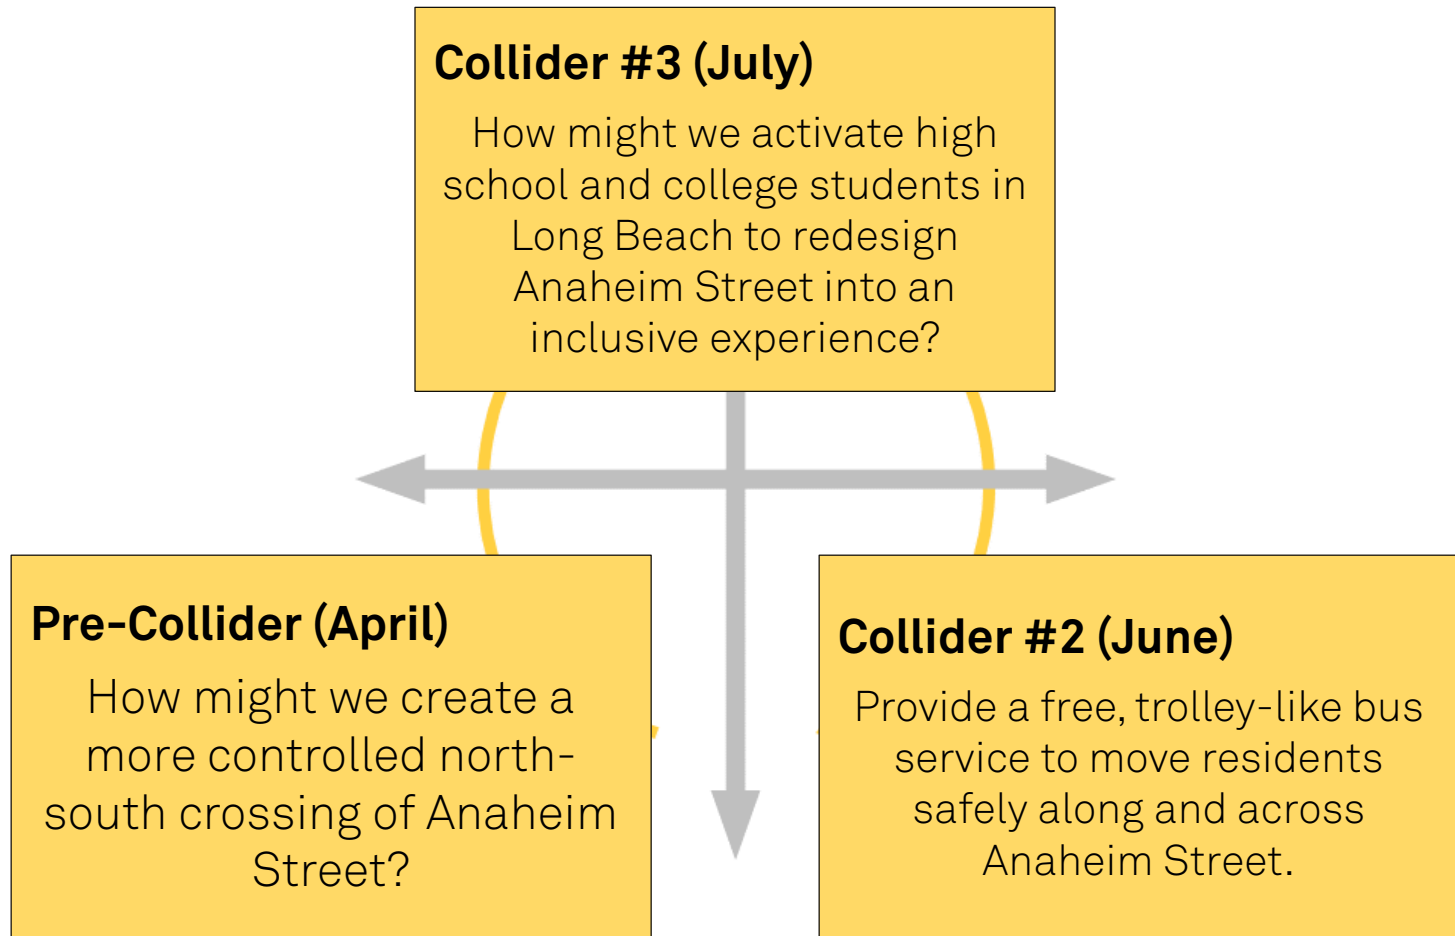 Collider #3 (July)
How might we activate high
school and college students in
Long Beach to redesign
Anaheim Street into an
inclusive experience?
Pre-Collider (April)
How might we create a
more controlled north-
south crossing of Anaheim
Street?
Collider #2 (June)
Provide a free, trolley-like bus
service to move residents
safely along and across
Anaheim Street.